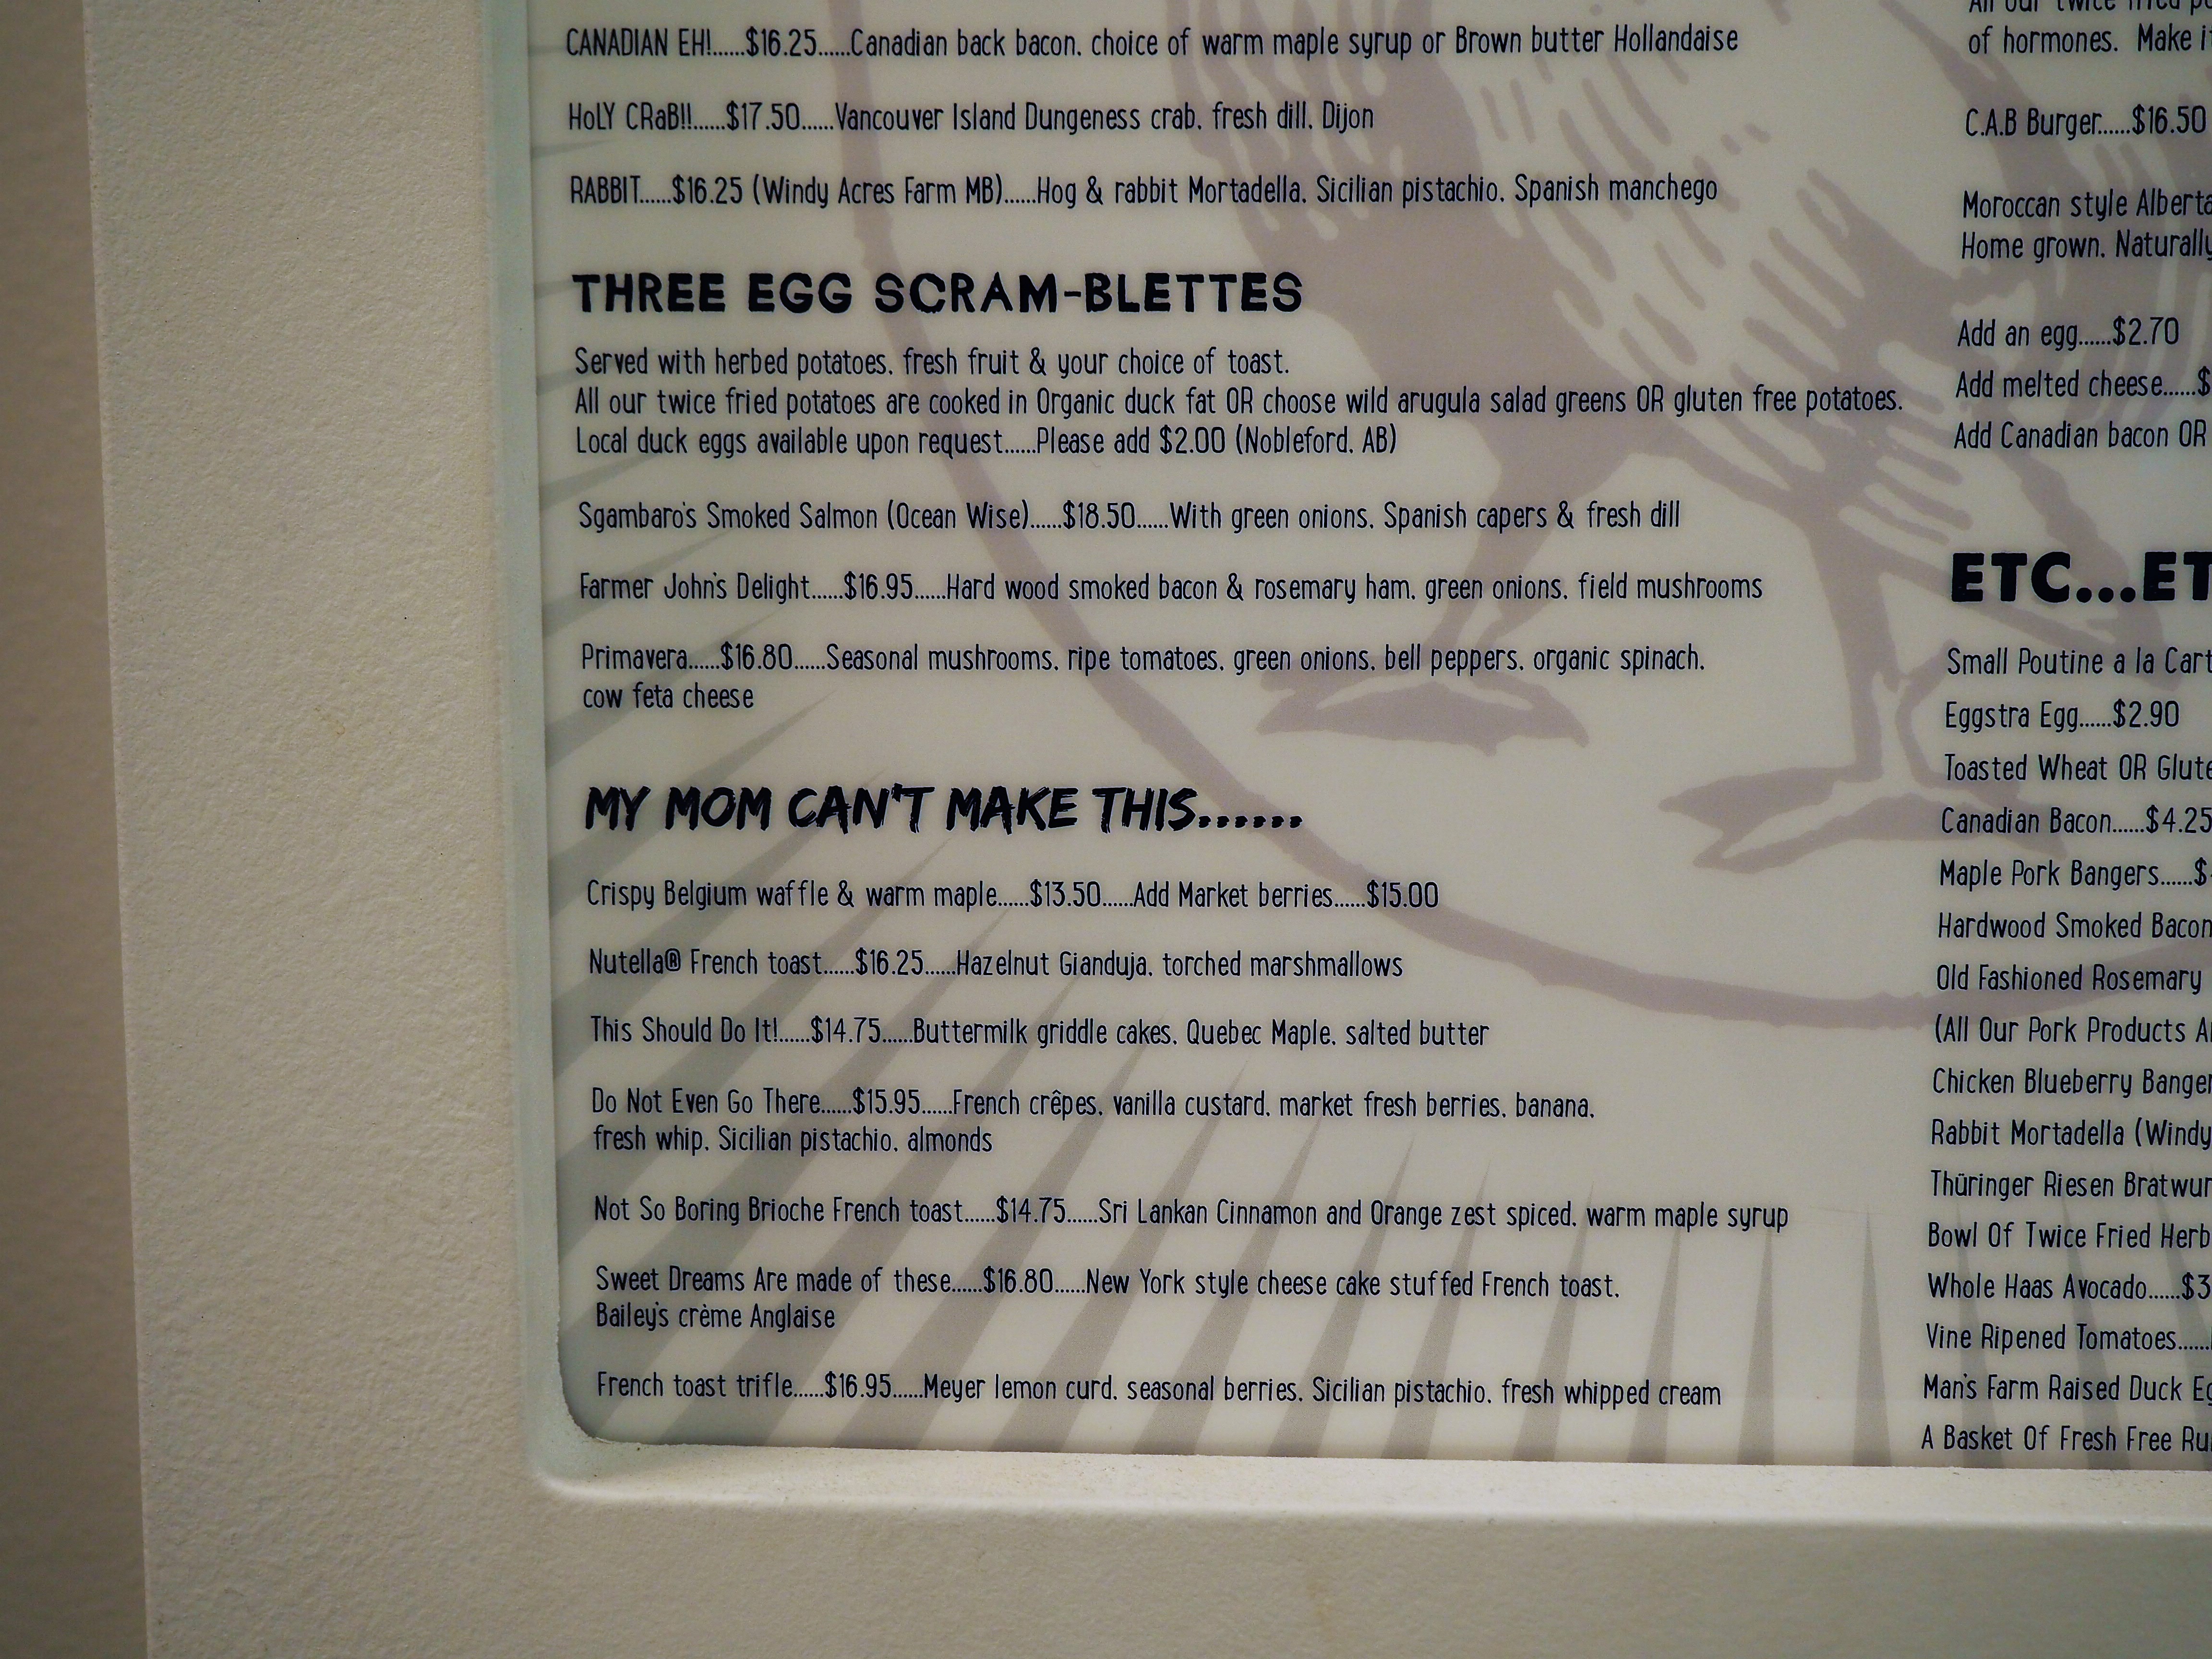 CANADIAN EH!......$16.25......Canadian back bacon, choice of warm maple syrup or Brown butter Hollandaise
HoLY CRaB!!......$17.50......Vancouver Island Dungeness crab, fresh dill, Dijon
RABBIT......$16.25 (Windy Acres Farm MB)......Hog & rabbit Mortadella, Sicilian pistachio, Spanish manchego
THREE EGG SCRAM-BLETTES
Served with herbed potatoes, fresh fruit & your choice of toast.
All our twice fried potatoes are cooked in Organic duck fat OR choose wild arugula salad greens OR gluten free potatoes.
Local duck eggs available upon request......Please add $2.00 (Nobleford, AB)
Sgambaro's Smoked Salmon (Ocean Wise)......$18.50......With green onions, Spanish capers & fresh dill
Farmer John's Delight......$16.95......Hard wood smoked bacon & rosemary ham, green onions, field mushrooms
Primavera......$16.80......Seasonal mushrooms, ripe tomatoes, green onions, bell peppers, organic spinach,
cow feta cheese
MY MOM CAN'T MAKE THIS......
Crispy Belgium waffle & warm maple......$13.50......Add Market berries......$15.00
Nutella® French toast......$16.25......Hazelnut Gianduja, torched marshmallows
This Should Do It!......$14.75......Buttermilk griddle cakes, Quebec Maple, salted butter
Do Not Even Go There......$15.95......French crêpes, vanilla custard, market fresh berries, banana,
fresh whip, Sicilian pistachio, almonds
Not So Boring Brioche French toast......$14.75......Sri Lankan Cinnamon and Orange zest spiced, warm maple syrup
Sweet Dreams Are made of these......$16.80......New York style cheese cake stuffed French toast,
Bailey's crème Anglaise
French toast trifle......$16.95......Meyer lemon curd, seasonal berries, Sicilian pistachio, fresh whipped cream
All our twice fried
of hormones. Make
C.A.B Burger......$16.50
Moroccan style Alberta
Home grown, Naturally
Add an egg......$2.70
Add melted cheese......$
Add Canadian bacon OR
ETC...
Small Poutine a la
Eggstra Egg......$2.90
Toasted Wheat OR
Canadian Bacon......$4.25
Maple Pork Bangers......$
Hardwood Smoked Bacon
Old Fashioned Rosemary
(All Our Pork Products
Chicken Blueberry
Rabbit Mortadella (Windy
Thüringer Riesen
Bowl Of Twice Fried
Whole Haas Avocado......$3
Vine Ripened Tomatoes......
Man's Farm Raised Duck
A Basket Of Fresh Free